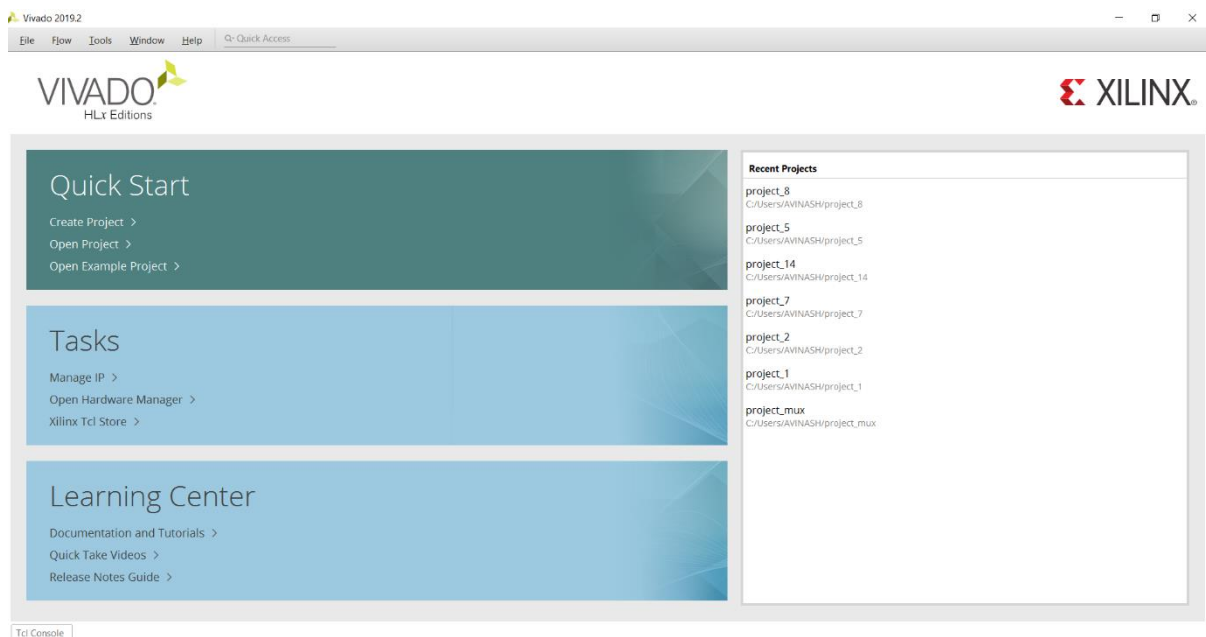 Vivado 2019.2
File Flow Tools Window Help Q- Quick Access
VIVADO.
HLx Editions
XILINX®
Quick Start
Create Project >
Open Project >
Open Example Project >
Tasks
Manage IP >
Open Hardware Manager >
Xilinx Tcl Store >
Learning Center
Documentation and Tutorials >
Quick Take Videos >
Release Notes Guide >
Recent Projects
project_8
C:/Users/AVINASH/project_8
project_5
C:/Users/AVINASH/project_5
project_14
C:/Users/AVINASH/project_14
project_7
C:/Users/AVINASH/project_7
project_2
C:/Users/AVINASH/project_2
project_1
C:/Users/AVINASH/project_1
project_mux
C:/Users/AVINASH/project_mux
Tcl Console